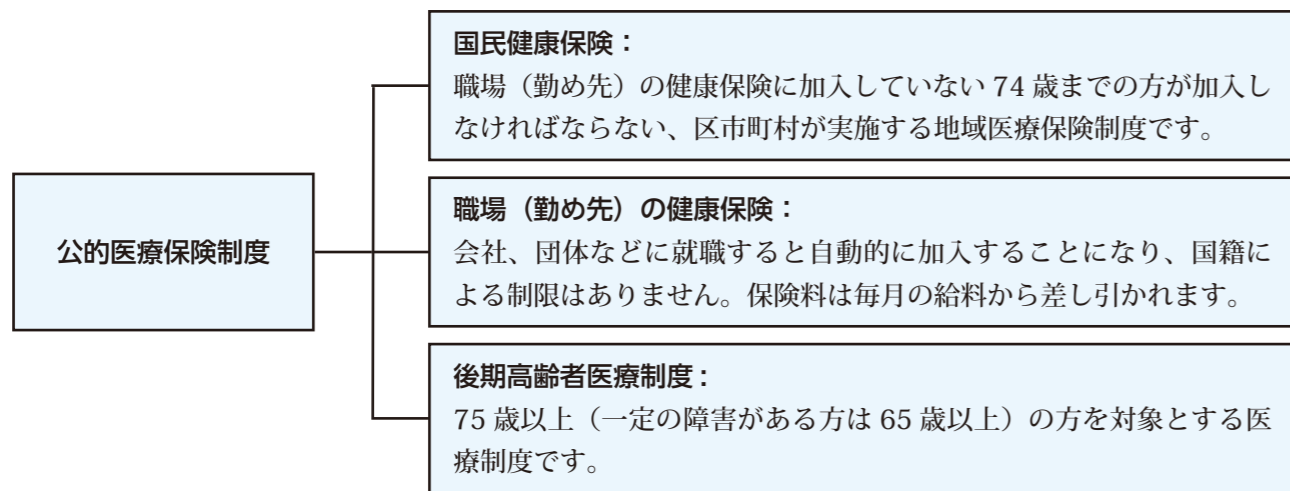 公的医療保険制度
国民健康保険：
職場（勤め先）の健康保険に加入していない 74 歳までの方が加入し
なければならない、区市町村が実施する地域医療保険制度です。
職場（勤め先）の健康保険：
会社、団体などに就職すると自動的に加入することになり、国籍に
よる制限はありません。保険料は毎月の給料から差し引かれます。
後期高齢者医療制度：
75 歳以上（一定の障害がある方は 65 歳以上）の方を対象とする医
療制度です。